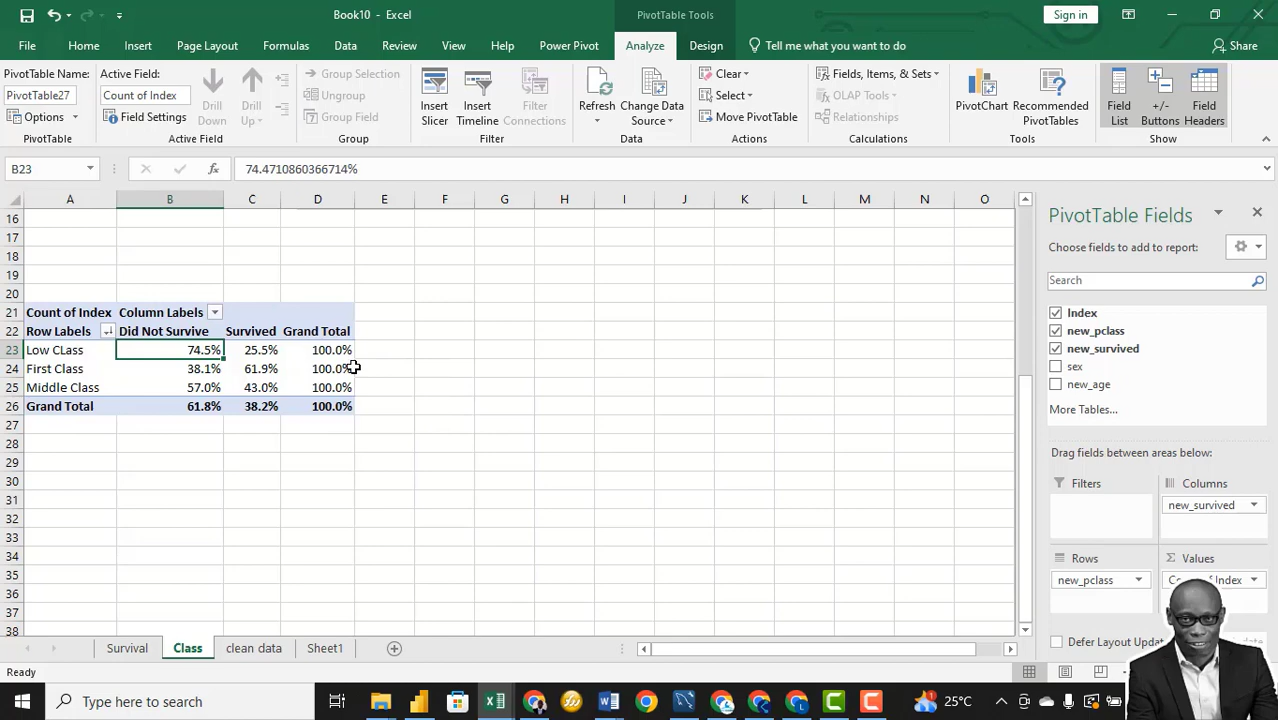 Book10 - Excel
PivotTable Tools
Sign in
File Home Insert Page Layout Formulas Data Review View Help Power Pivot Analyze Design Tell me what you want to do Share
PivotTable Name:
PivotTable27
Options
PivotTable
Active Field:
Count of Index
Field Settings
Drill Down
Drill Up
Active Field
Group Selection
Ungroup
Group Field
Group
Insert Slicer
Insert Timeline
Filter Connections
Filter
Refresh
Change Data Source
Data
Clear
Select
Move PivotTable
Actions
Fields, Items, & Sets
OLAP Tools
Relationships
Calculations
PivotChart
Recommended PivotTables
Tools
Field List
+/- Buttons
Field Headers
Show
B23
fx
74.4710860366714%
A B C D E F G H I J K L M N O
16
17
18
19
20
21 Count of Index Column Labels
22 Row Labels Did Not Survive Survived Grand Total
23 Low CLass 74.5% 25.5% 100.0%
24 First Class 38.1% 61.9% 100.0%
25 Middle Class 57.0% 43.0% 100.0%
26 Grand Total 61.8% 38.2% 100.0%
27
28
29
30
31
32
33
34
35
36
37
38
PivotTable Fields
Choose fields to add to report:
Search
Index
new_pclass
new_survived
sex
new_age
More Tables...
Drag fields between areas below:
Filters
Columns
new_survived
Rows
new_pclass
Σ Values
Defer Layout
Survival Class clean data Sheet1
Ready
Type here to search
25°C